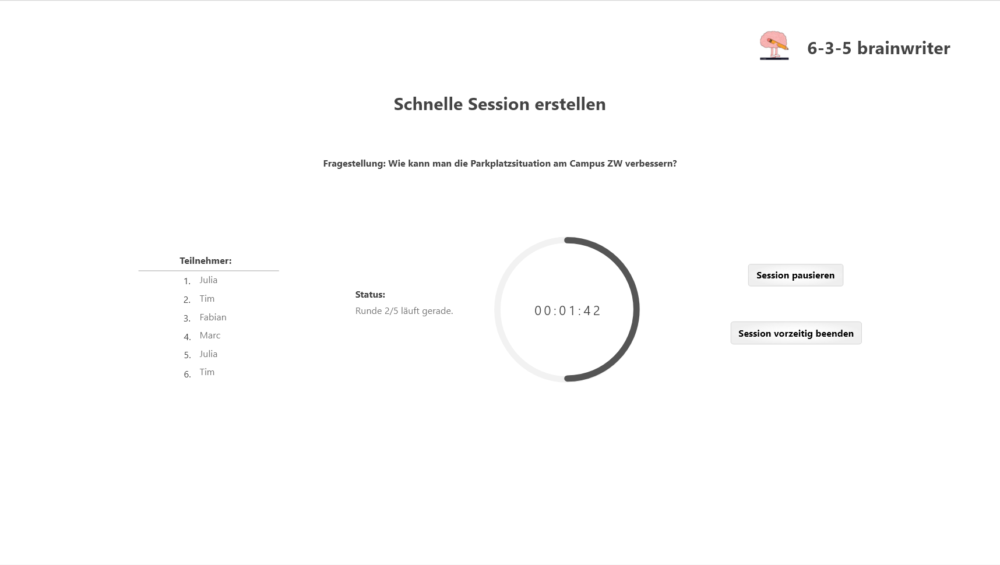 6-3-5 brainwriter
Schnelle Session erstellen
Fragestellung: Wie kann man die Parkplatzsituation am Campus ZW verbessern?
Teilnehmer:
1. Julia
2. Tim
3. Fabian
4. Marc
5. Julia
6. Tim
Status:
Runde 2/5 läuft gerade.
00:01:42
Session pausieren
Session vorzeitig beenden